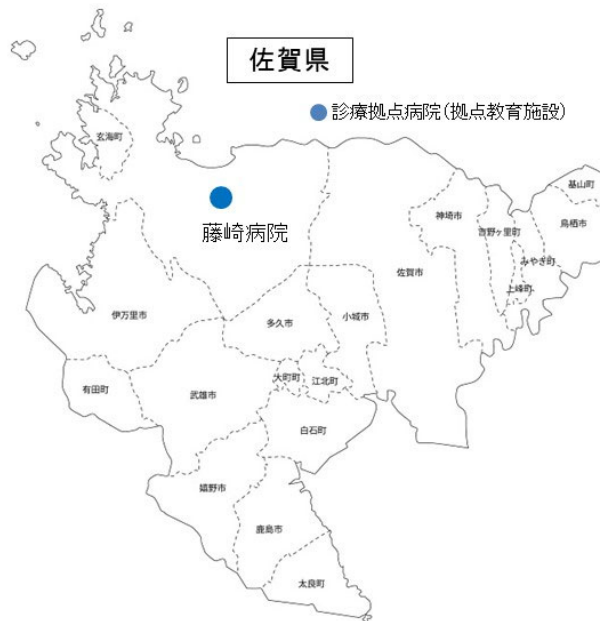 佐賀県
診療拠点病院(拠点教育施設)
玄海町
藤崎病院
基山町
鳥栖市
神埼市
吉野ヶ里町
みやき町
上峰町
佐賀市
伊万里市
多久市
小城市
有田町
武雄市
大町町
江北町
白石町
嬉野市
鹿島市
太良町